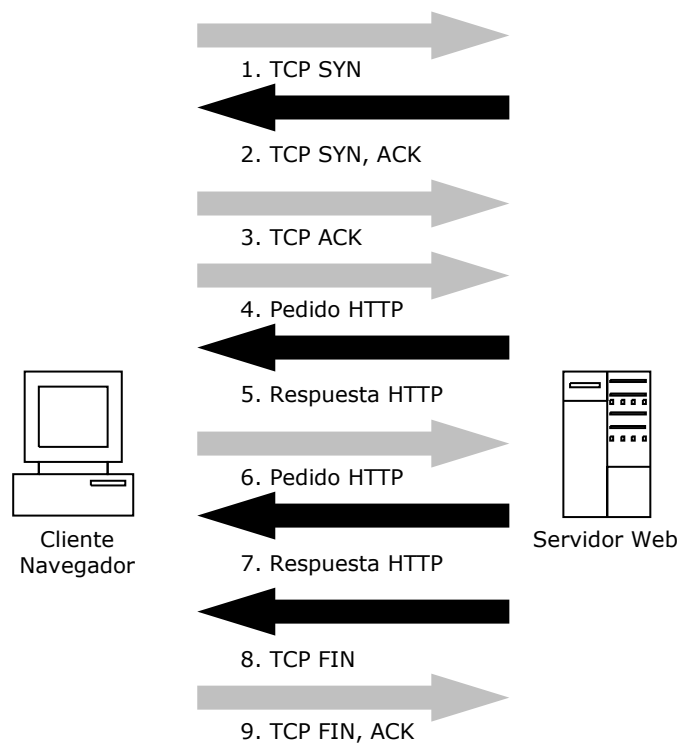 1. TCP SYN
2. TCP SYN, ACK
3. TCP ACK
4. Pedido HTTP
5. Respuesta HTTP
6. Pedido HTTP
Cliente
Navegador
Servidor Web
7. Respuesta HTTP
8. TCP FIN
9. TCP FIN, ACK